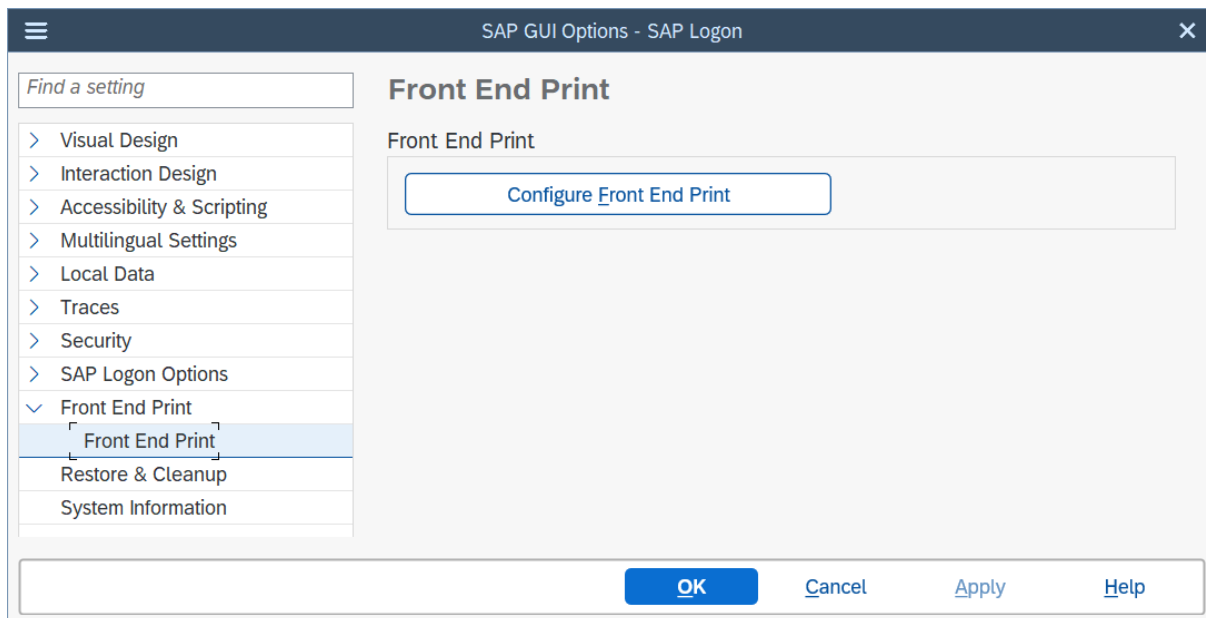 SAP GUI Options - SAP Logon
Find a setting
Visual Design
Interaction Design
Accessibility & Scripting
Multilingual Settings
Local Data
Traces
Security
SAP Logon Options
Front End Print
Front End Print
Restore & Cleanup
System Information
Front End Print
Front End Print
Configure Front End Print
OK
Cancel
Apply
Help